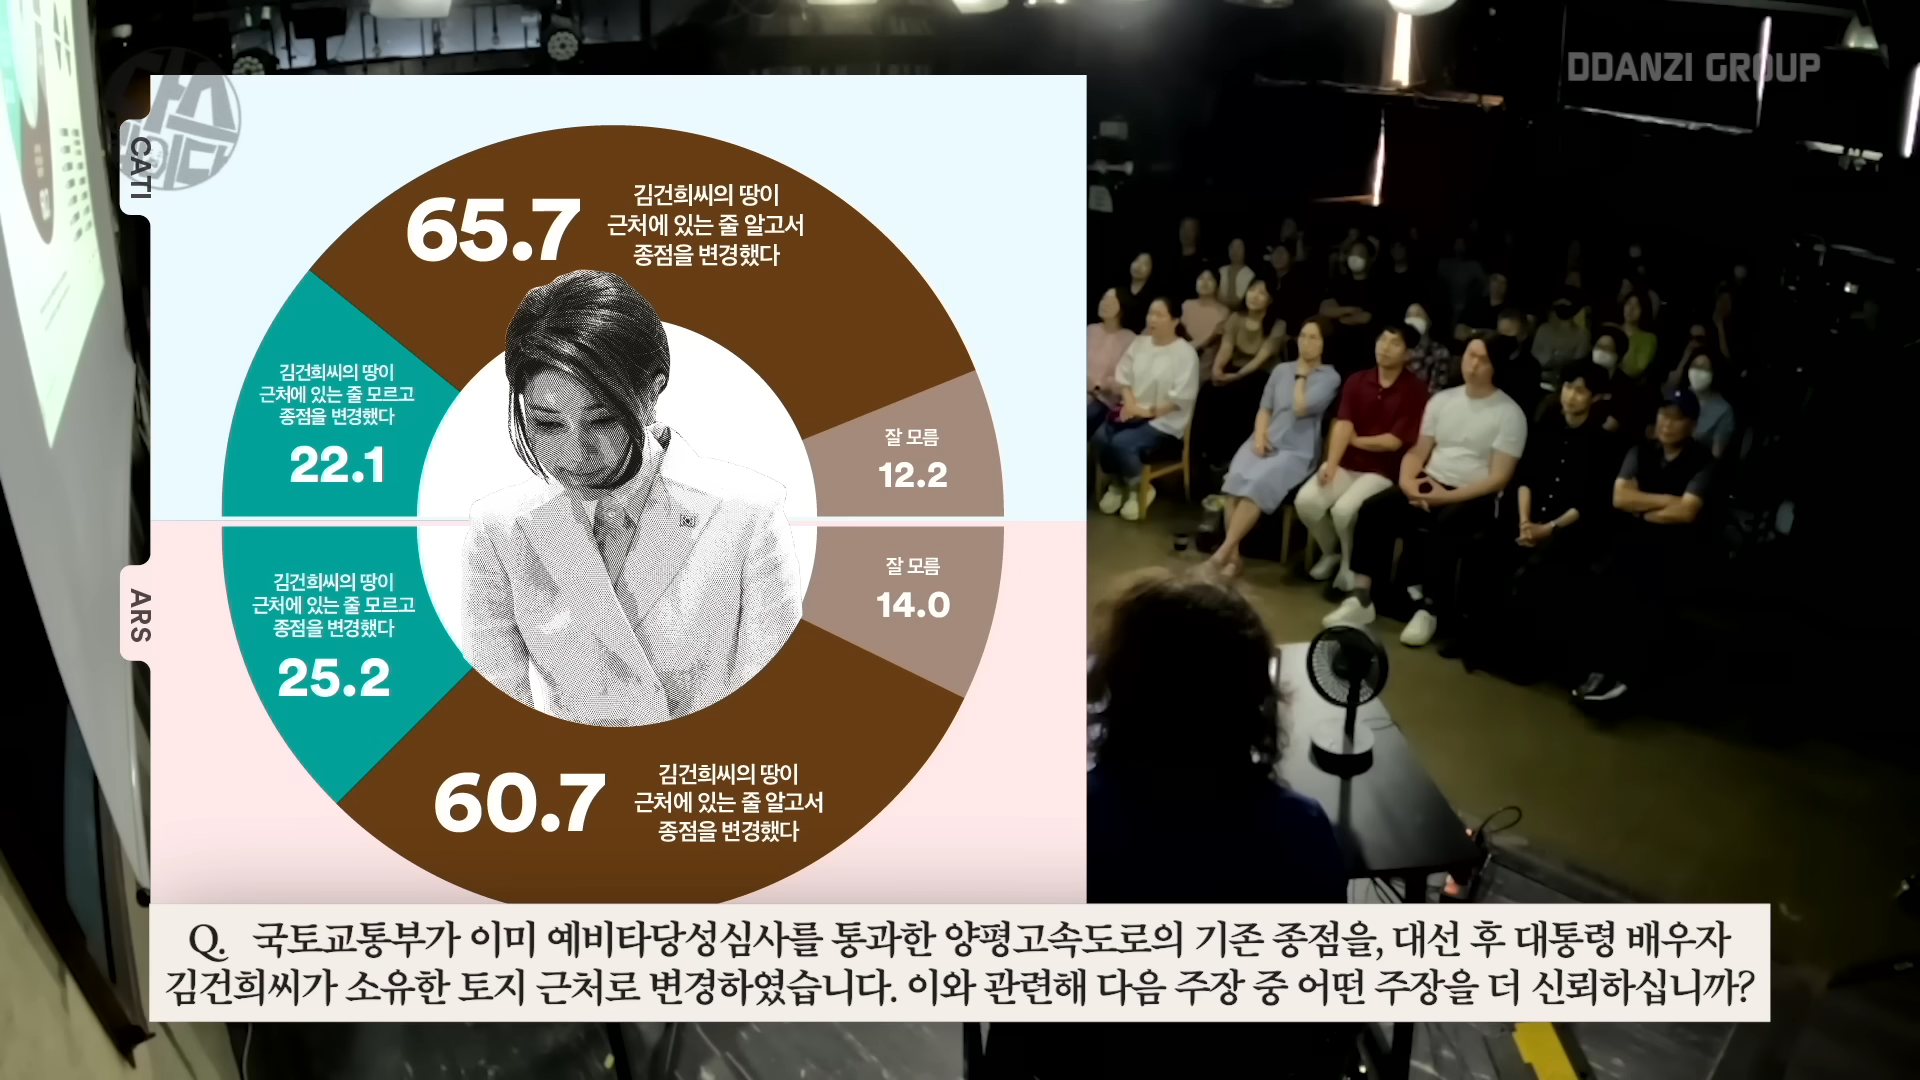 DDANZI GROUP
CATI
65.7
김건희씨의 땅이
근처에 있는 줄 알고서
종점을 변경했다
김건희씨의 땅이
근처에 있는 줄 모르고
종점을 변경했다
22.1
잘 모름
12.2
ARS
김건희씨의 땅이
근처에 있는 줄 모르고
종점을 변경했다
25.2
잘 모름
14.0
60.7
김건희씨의 땅이
근처에 있는 줄 알고서
종점을 변경했다
Q. 국토교통부가 이미 예비타당성심사를 통과한 양평고속도로의 기존 종점을, 대선 후 대통령 배우자
김건희씨가 소유한 토지 근처로 변경하였습니다. 이와 관련해 다음 주장 중 어떤 주장을 더 신뢰하십니까?